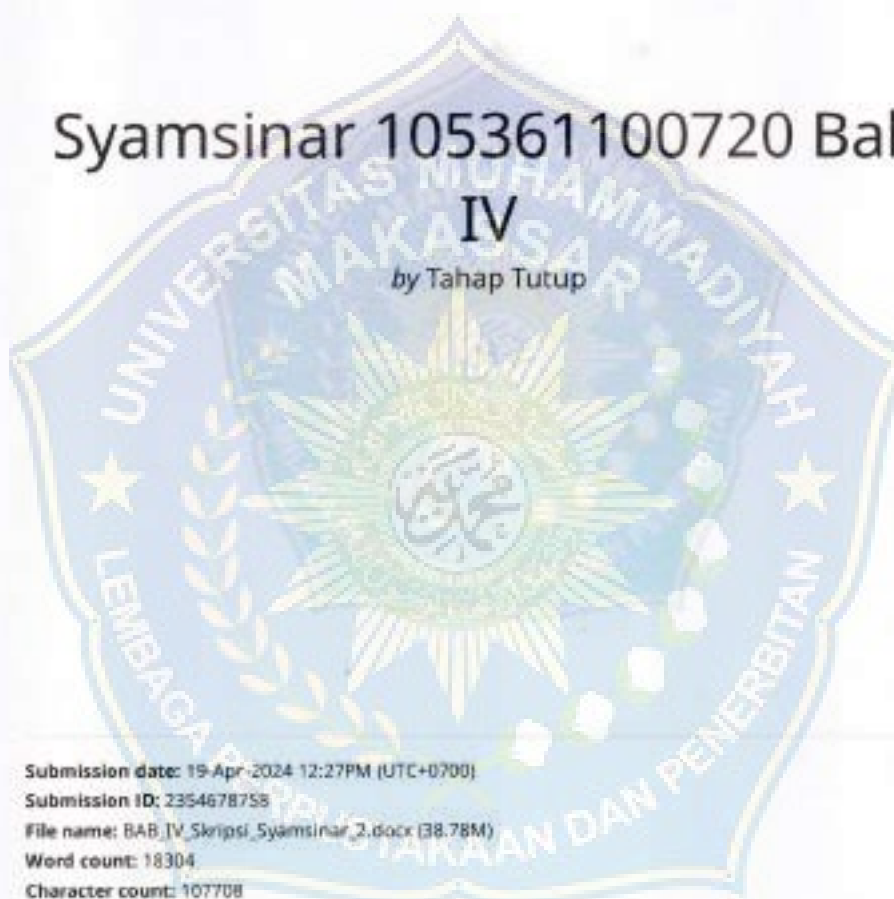 Syamsinar 105361100720 Bab
IV
by Tahap Tutup
UNIVERSITAS MUHAMMADIYAH
MAKASSAR
محمد
LEMBAGA PERPUSTAKAAN DAN PENERBITAN
Submission date: 19-Apr-2024 12:27PM (UTC+0700)
Submission ID: 2354678758
File name: BAB_IV_Skripsi_Syamsinar_2.docx (38.78M)
Word count: 18304
Character count: 107708